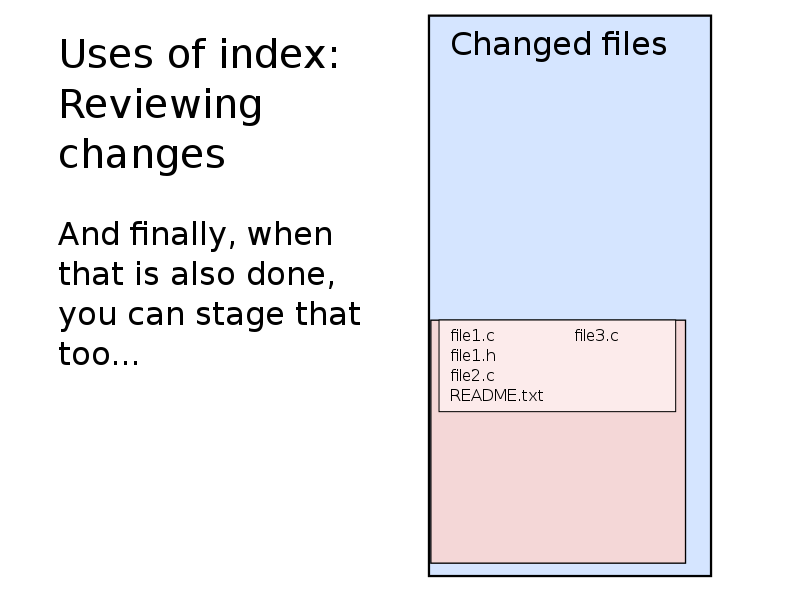 Uses of index:
Reviewing
changes
And finally, when
that is also done,
you can stage that
too...
Changed files
file1.c file3.c
file1.h
file2.c
README.txt